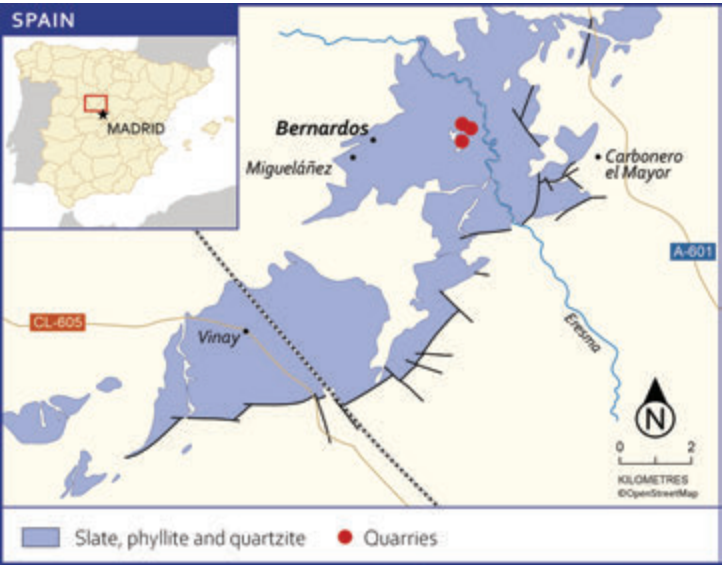 SPAIN
MADRID
Bernardos
Migueláñez
Carbonero
el Mayor
A-601
CL-605
Vinay
Eresma
N
0 2
KILOMETRES
©OpenStreetMap
Slate, phyllite and quartzite
Quarries